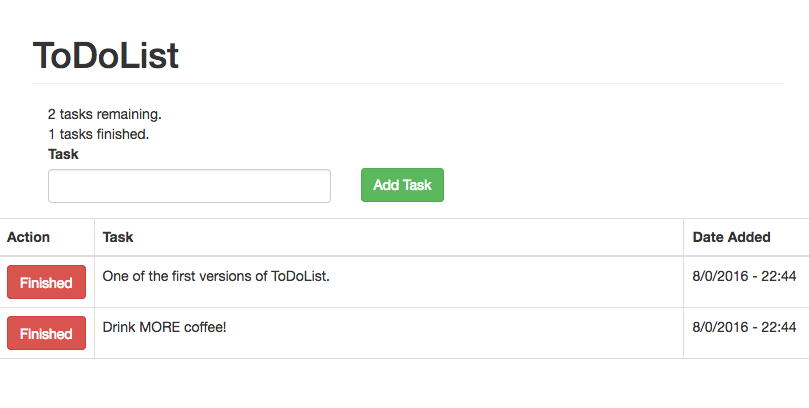 ToDoList
2 tasks remaining.
1 tasks finished.
Task
Add Task
Action Task Date Added
Finished One of the first versions of ToDoList. 8/0/2016 - 22:44
Finished Drink MORE coffee! 8/0/2016 - 22:44